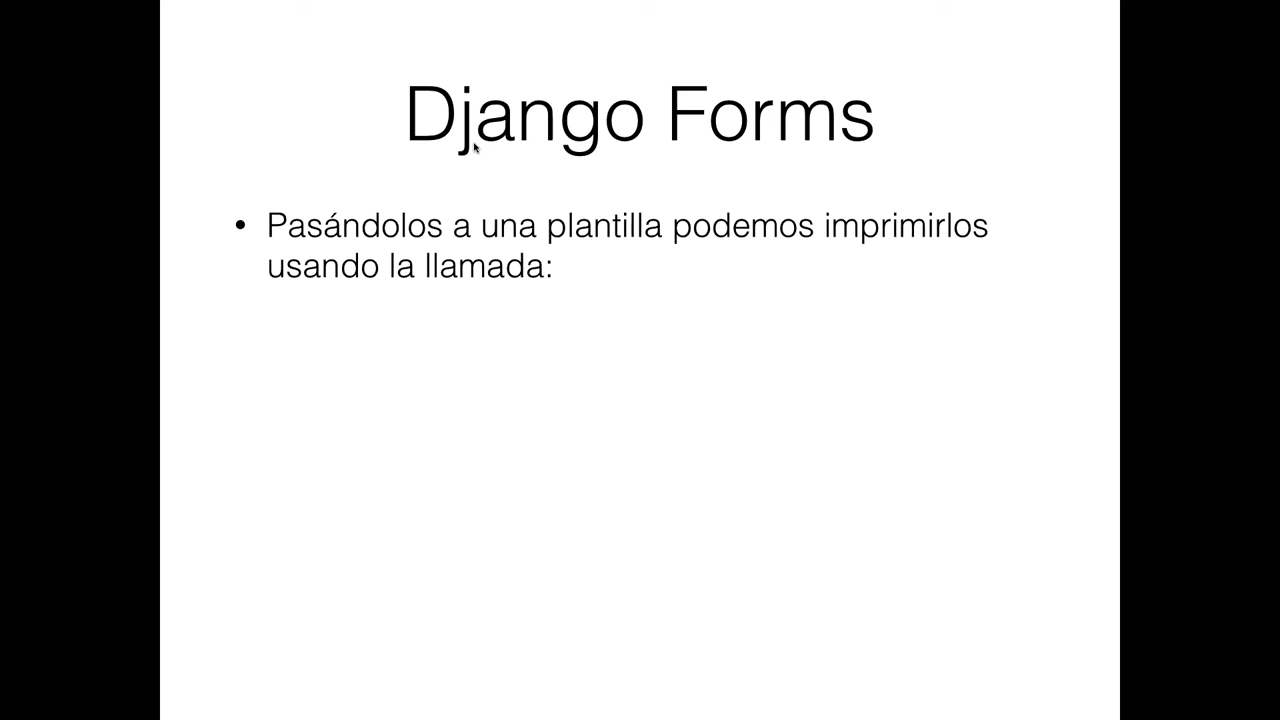 Django Forms
• Pasándolos a una plantilla podemos imprimirlos
usando la llamada: